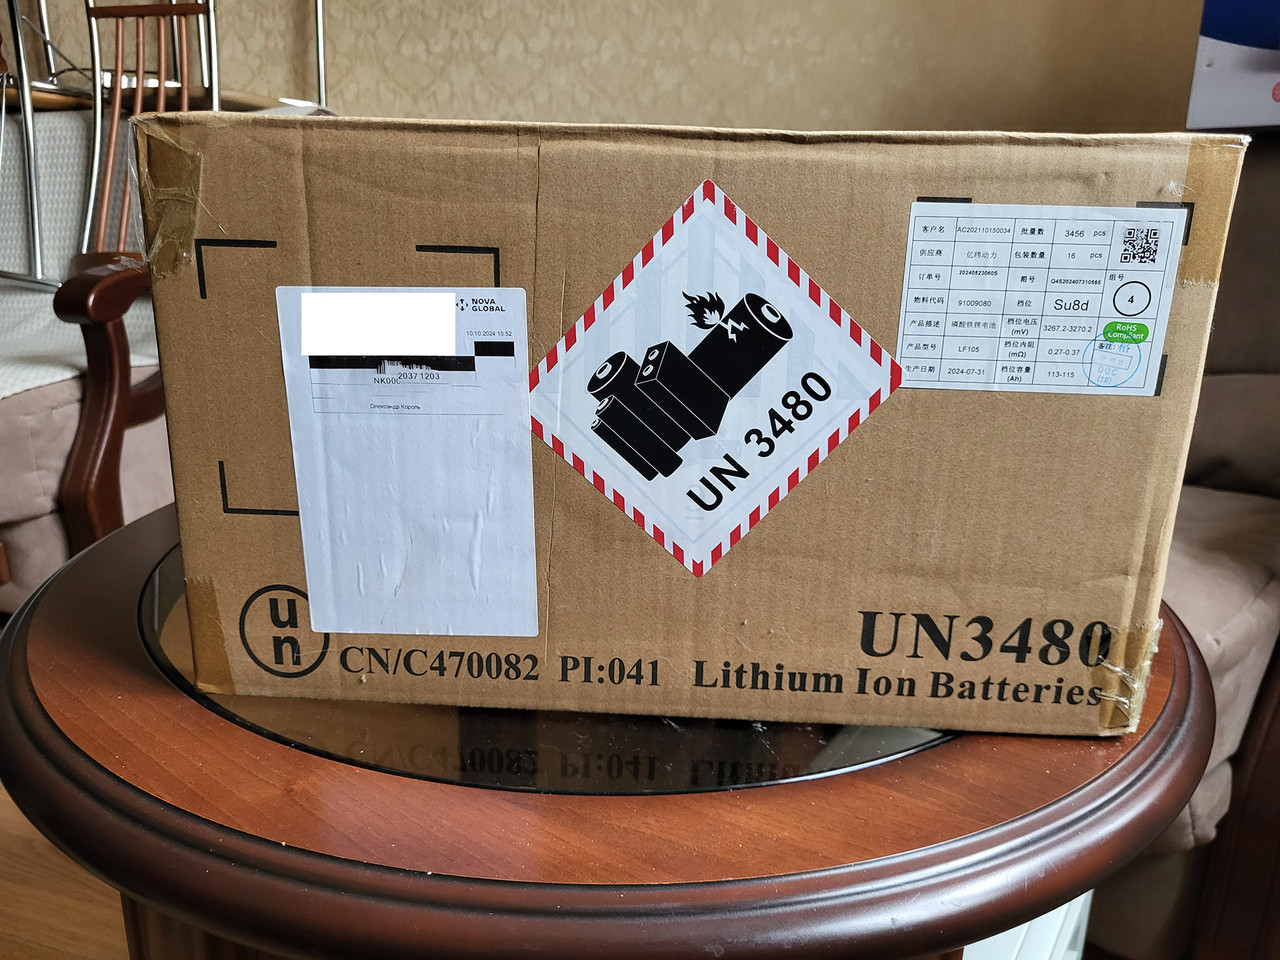 NOVA
GLOBAL
10.10.2024 10:52
2037 1203
Олександр Король
UN 3480
客户名 AC202110150034 批量数 3456 pcs
供应商 亿纬动力 包装数量 16 pcs
订单号 20240523060S 箱号 Q4S202407310585 组号
物料代码 91009080 档位 Su8d 4
产品描述 磷酸铁锂电池 档位电压(mV) 3267.2-3270.2 RoHS Compliant
产品型号 LF105 档位内阻(mΩ) 0.27-0.37 备注:
生产日期 2024-07-31 档位容量(Ah) 113-115
un
UN3480
CN/C470082 PI:041 Lithium Ion Batteries